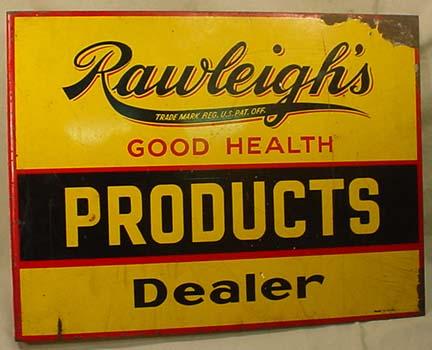 Rawleigh's
TRADE MARK REG. U.S. PAT. OFF.
GOOD HEALTH
PRODUCTS
Dealer